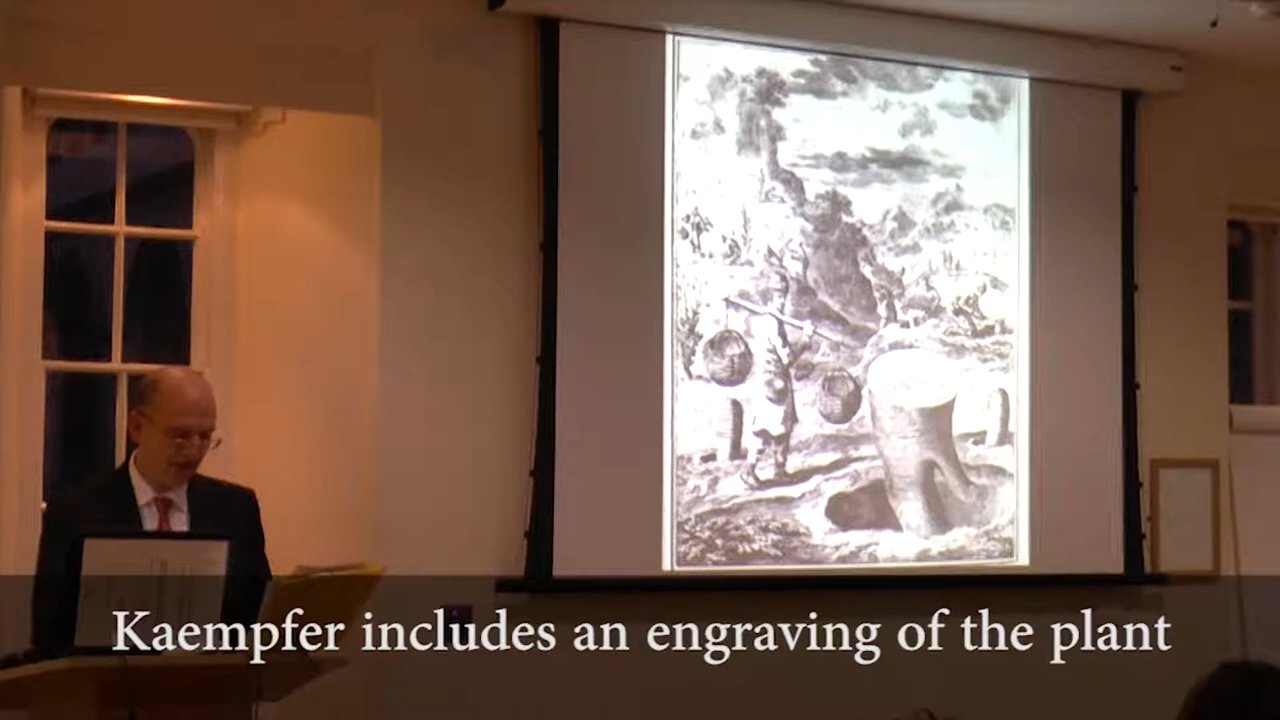 Kaempfer includes an engraving of the plant